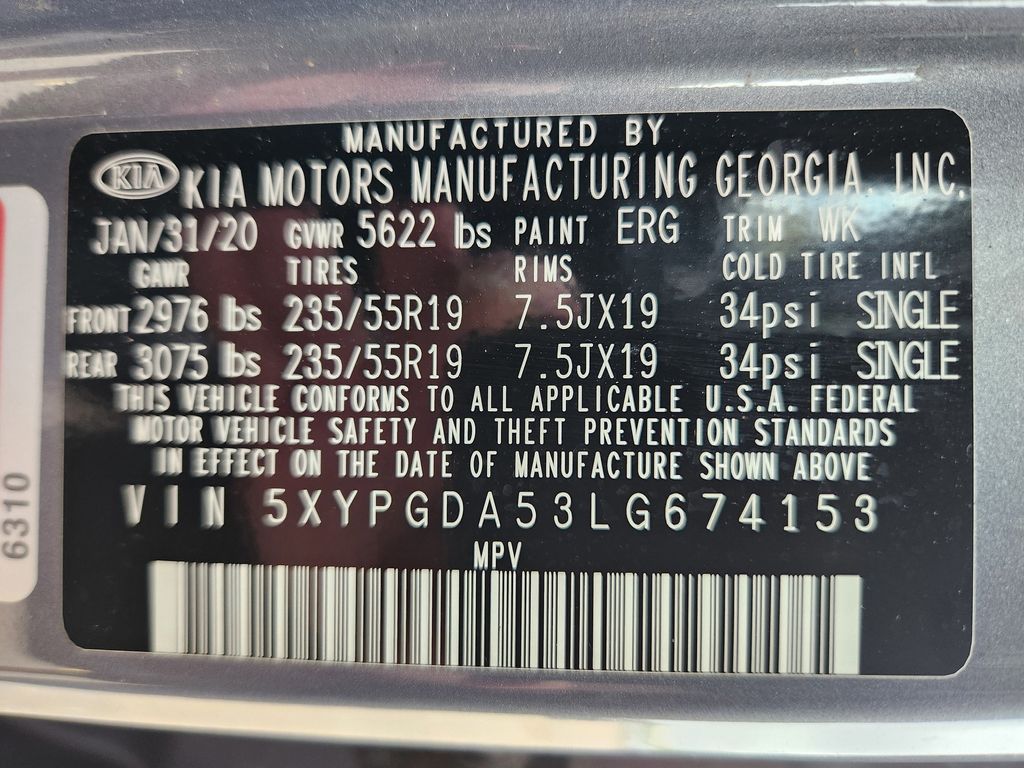 MANUFACTURED BY
KIA KIA MOTORS MANUFACTURING GEORGIA, INC.
JAN/31/20 GVWR 5622 lbs PAINT ERG TRIM WK
GAWR TIRES RIMS COLD TIRE INFL
FRONT 2976 lbs 235/55R19 7.5JX19 34psi SINGLE
REAR 3075 lbs 235/55R19 7.5JX19 34psi SINGLE
THIS VEHICLE CONFORMS TO ALL APPLICABLE U.S.A. FEDERAL
MOTOR VEHICLE SAFETY AND THEFT PREVENTION STANDARDS
IN EFFECT ON THE DATE OF MANUFACTURE SHOWN ABOVE
VIN 5XYPGDA53LG674153
MPV
6310